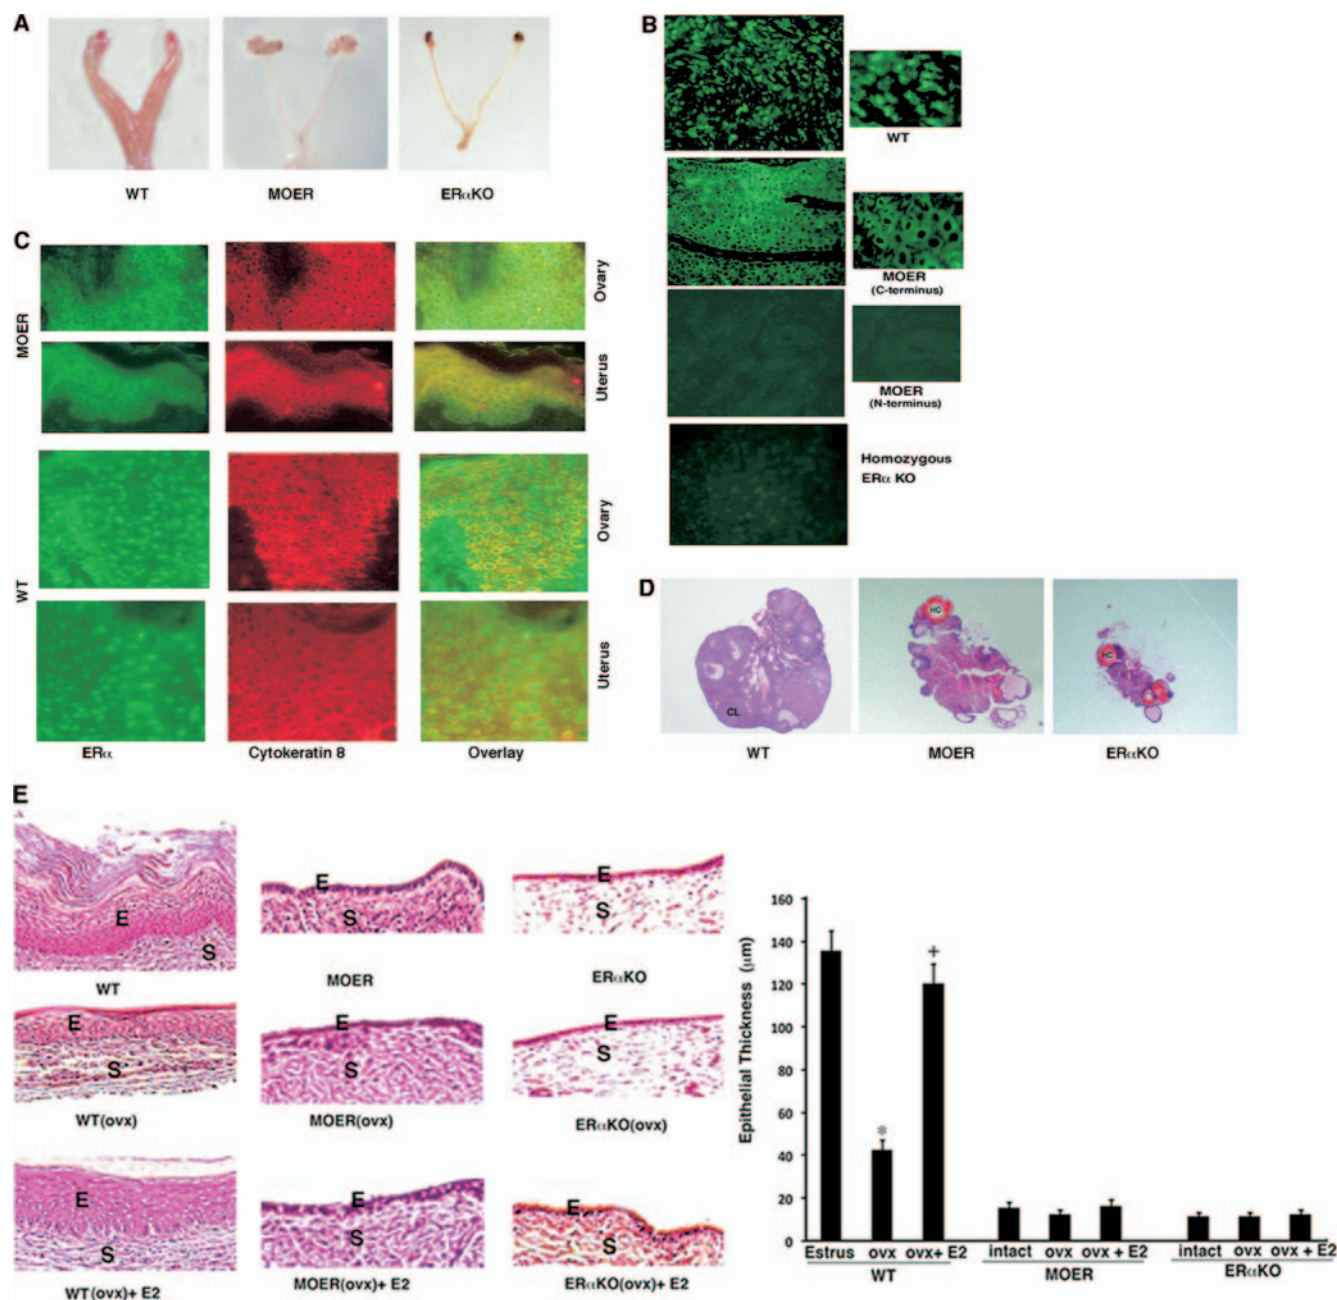 A
WT
MOER
ERαKO
B
WT
MOER
(C-terminus)
MOER
(N-terminus)
Homozygous
ERα KO
C
MOER
Ovary
Uterus
WT
Ovary
Uterus
ERα
Cytokeratin 8
Overlay
D
CL
HC
HC
WT
MOER
ERαKO
E
E
S
WT
E
S
MOER
E
S
ERαKO
E
S
WT(ovx)
E
S
MOER(ovx)
E
S
ERαKO(ovx)
E
S
WT(ovx)+ E2
E
S
MOER(ovx)+ E2
E
S
ERαKO(ovx)+ E2
Epithelial Thickness (μm)
160
140
120
100
80
60
40
20
0
*
+
Estrus ovx ovx+ E2 intact ovx ovx + E2 intact ovx ovx + E2
WT MOER ERαKO